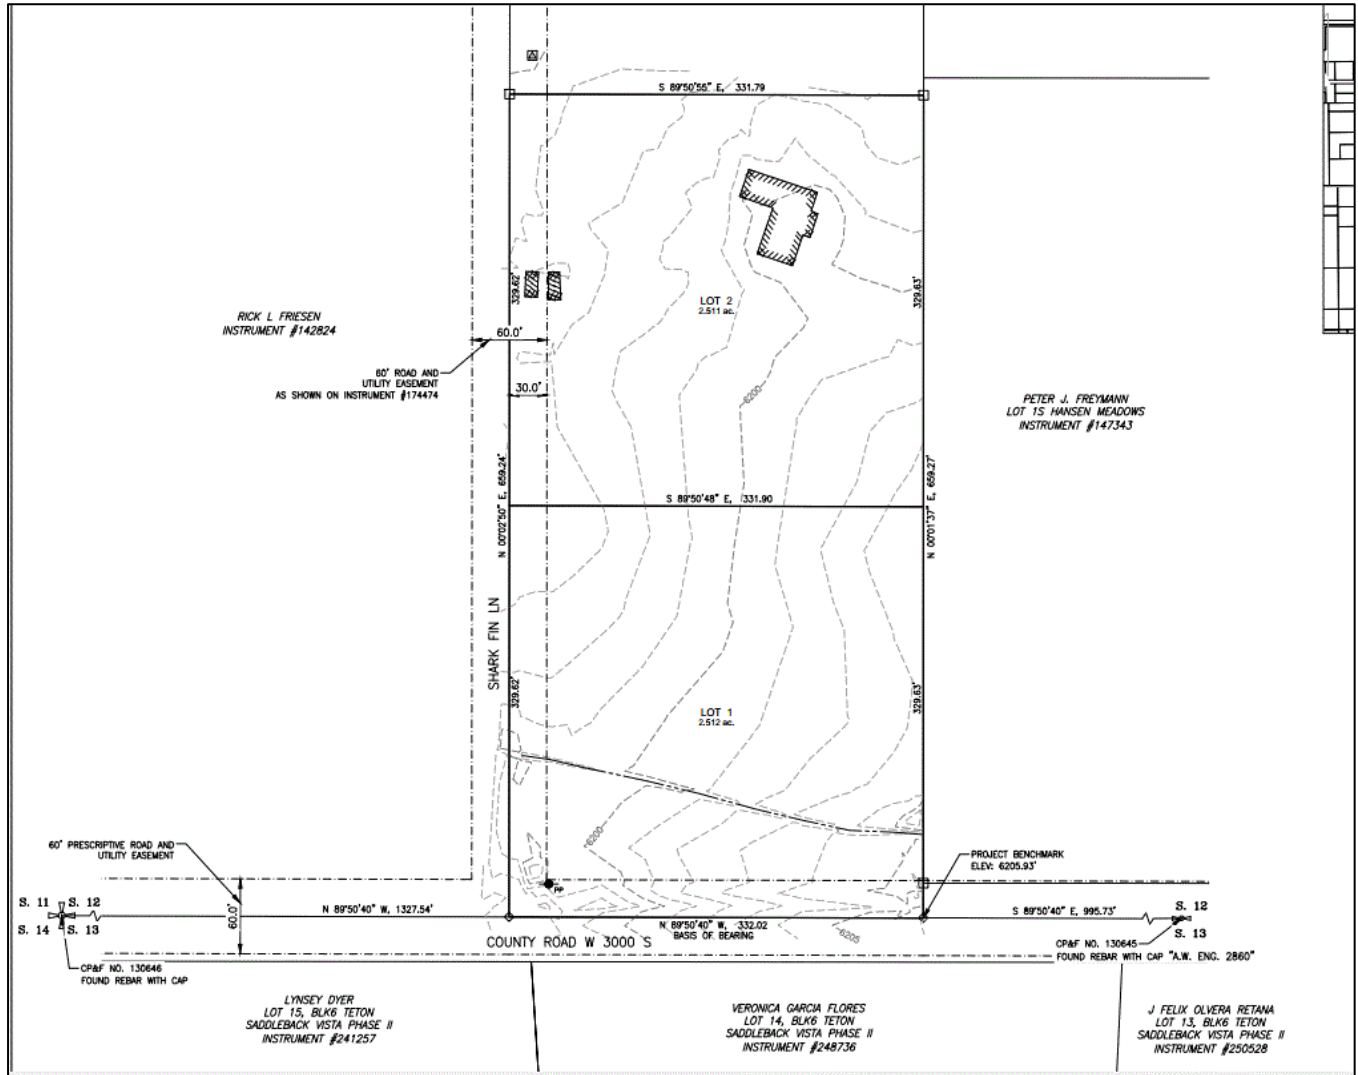 S 89°50'55" E, 331.79
329.62'
329.63'
LOT 2
2.511 ac.
RICK L FRIESEN
INSTRUMENT #142824
60.0'
60' ROAD AND
UTILITY EASEMENT
AS SHOWN ON INSTRUMENT #174474
30.0'
6200
PETER J. FREYMANN
LOT 1S HANSEN MEADOWS
INSTRUMENT #147343
N 00°02'50" E, 659.24'
N 00°01'37" E, 659.27'
S 89°50'48" E, 331.90
SHARK FIN LN
329.62'
329.63'
LOT 1
2.512 ac.
6200
60' PRESCRIPTIVE ROAD AND
UTILITY EASEMENT
PROJECT BENCHMARK
ELEV: 6205.93'
PP
S. 11 S. 12
S. 14 S. 13
60.0'
N 89°50'40" W, 1327.54'
N 89°50'40" W, 332.02
BASIS OF BEARING
S 89°50'40" E, 995.73'
S. 12
S. 13
6205
COUNTY ROAD W 3000 S
CP&F NO. 130645
FOUND REBAR WITH CAP "A.W. ENG. 2860"
CP&F NO. 130646
FOUND REBAR WITH CAP
LYNSEY DYER
LOT 15, BLK6 TETON
SADDLEBACK VISTA PHASE II
INSTRUMENT #241257
VERONICA GARCIA FLORES
LOT 14, BLK6 TETON
SADDLEBACK VISTA PHASE II
INSTRUMENT #248736
J FELIX OLVERA RETANA
LOT 13, BLK6 TETON
SADDLEBACK VISTA PHASE II
INSTRUMENT #250528